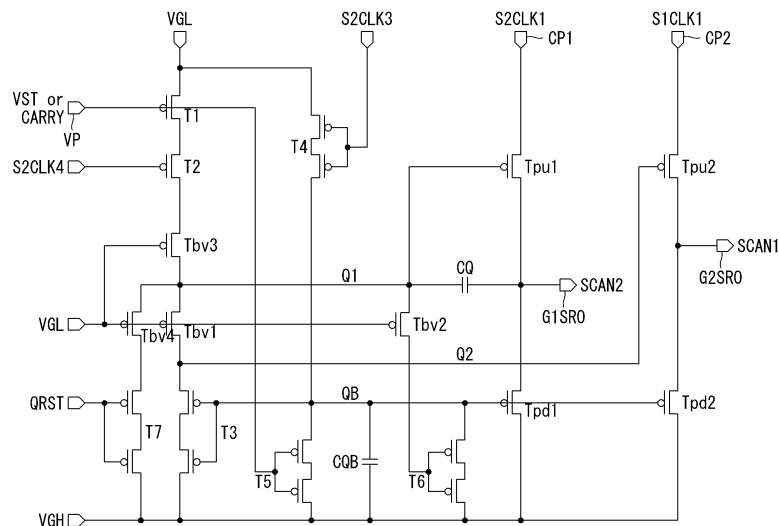 VGL
S2CLK3
S2CLK1
S1CLK1
CP1
CP2
VST or
CARRY
VP
T1
T4
S2CLK4
T2
Tpu1
Tpu2
Tbv3
SCAN1
G2SRO
Q1
CQ
SCAN2
G1SRO
VGL
Tbv4
Tbv1
Tbv2
Q2
QRST
QB
Tpd1
Tpd2
T7
T3
T5
CQB
T6
VGH